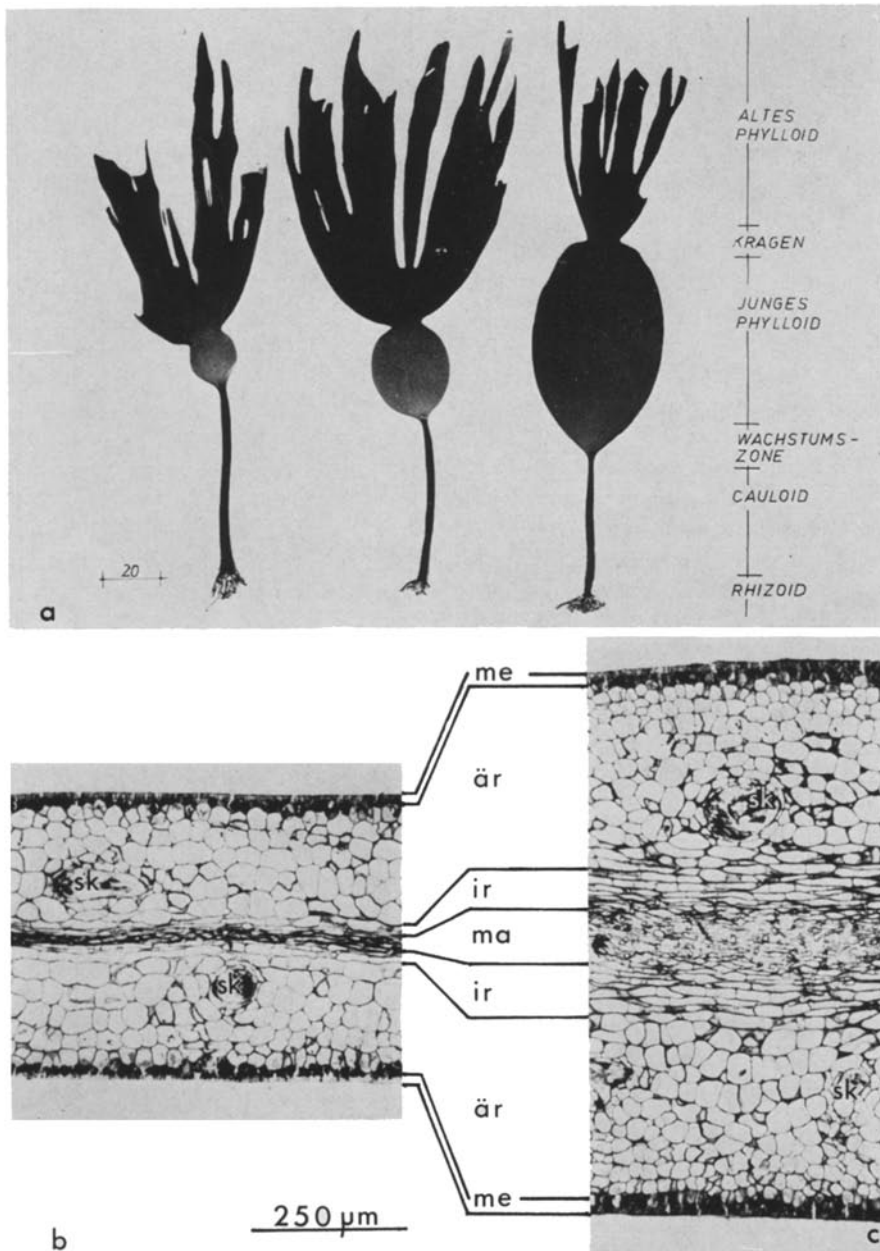 ALTES
PHYLLOID
KRAGEN
JUNGES
PHYLLOID
WACHSTUMS-
ZONE
CAULOID
RHIZOID
20
a
me
är
ir
ma
ir
är
me
sk
sk
sk
sk
250 µm
b
c